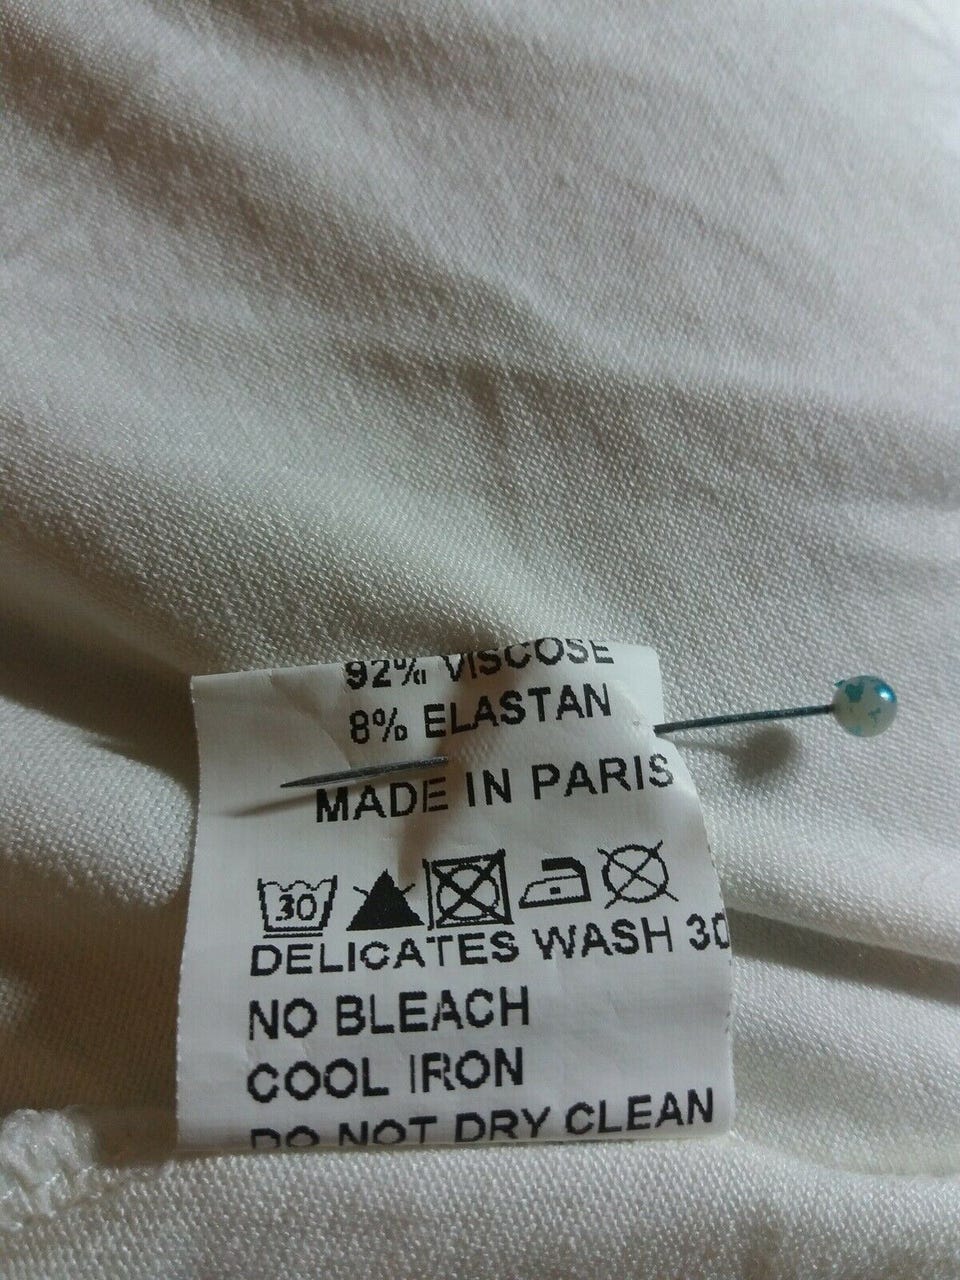 92% VISCOSE
8% ELASTAN
MADE IN PARIS
30
DELICATES WASH 30
NO BLEACH
COOL IRON
DO NOT DRY CLEAN